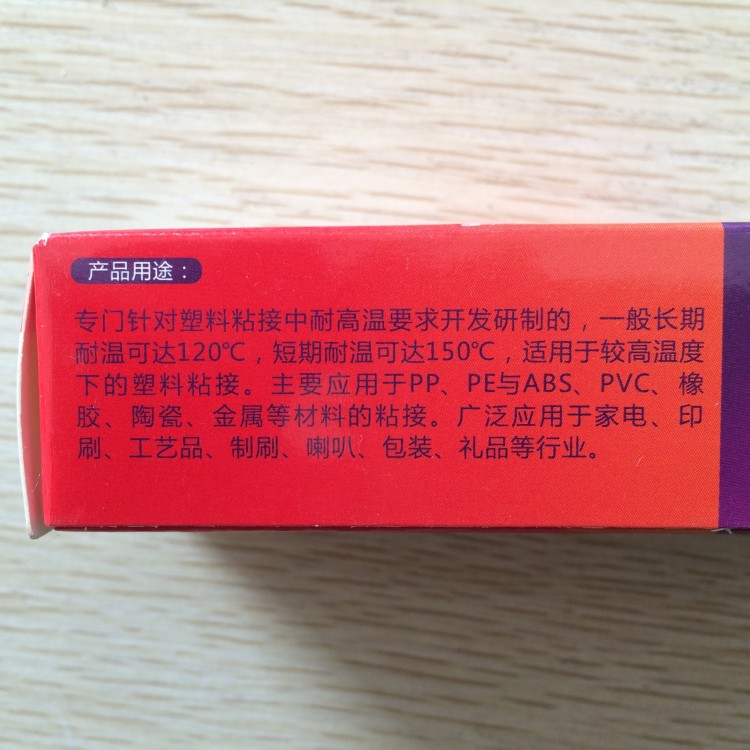 产品用途：
专门针对塑料粘接中耐高温要求开发研制的，一般长期
耐温可达120℃，短期耐温可达150℃，适用于较高温度
下的塑料粘接。主要应用于PP、PE与ABS、PVC、橡
胶、陶瓷、金属等材料的粘接。广泛应用于家电、印
刷、工艺品、制刷、喇叭、包装、礼品等行业。